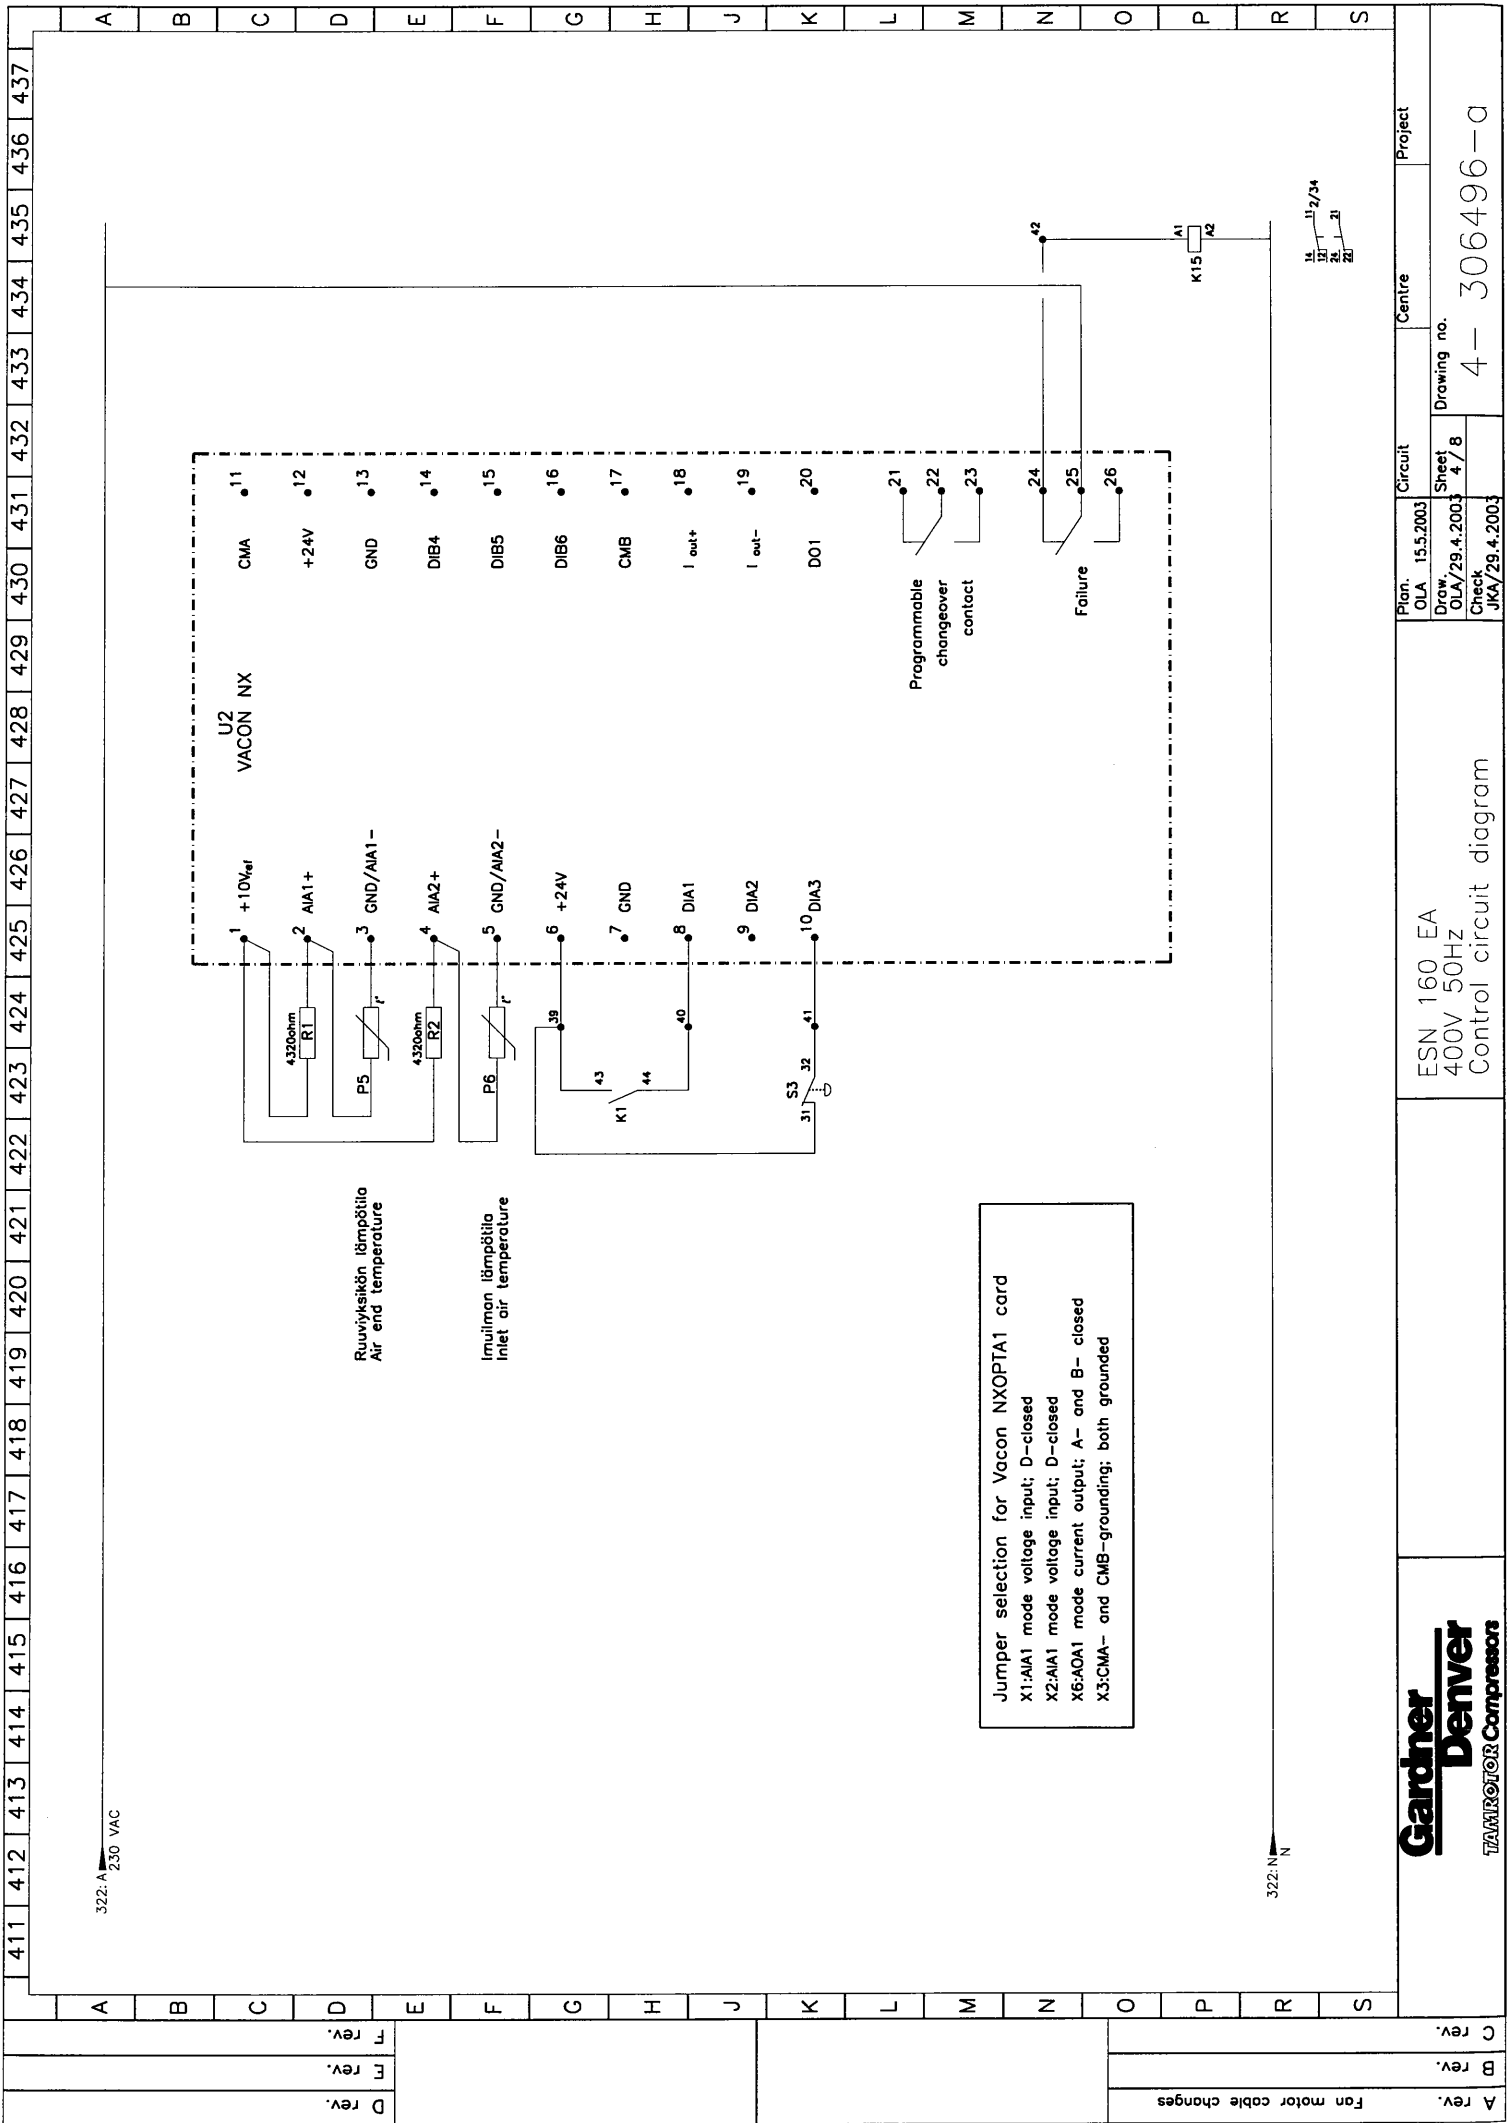 411 412 413 414 415 416 417 418 419 420 421 422 423 424 425 426 427 428 429 430 431 432 433 434 435 436 437
A
B
C
D
E
F
G
H
J
K
L
M
N
O
P
R
S
A
B
C
D
E
F
G
H
J
K
L
M
N
O
P
R
S
322: A
230 VAC
U2
VACON NX
1 +10Vref
2 AIA1+
3 GND/AIA1-
4 AIA2+
5 GND/AIA2-
6 +24V
7 GND
8 DIA1
9 DIA2
10 DIA3
CMA 11
+24V 12
GND 13
DIB4 14
DIB5 15
DIB6 16
CMB 17
I out+ 18
I out- 19
DO1 20
21
22
23
Programmable
changeover
contact
24
25
26
Failure
4320ohm
R1
P5
t°
4320ohm
R2
P6
t°
39
40
41
43
44
K1
S3
31
32
Ruuviyksikön lämpötila
Air end temperature
Imuilman lämpötila
Inlet air temperature
Jumper selection for Vacon NXOPTA1 card
X1:AIA1 mode voltage input; D-closed
X2:AIA1 mode voltage input; D-closed
X6:AOA1 mode current output; A- and B- closed
X3:CMA- and CMB-grounding; both grounded
42
K15
A1
A2
14 11 2/34
12
24 21
22
322: N
N
Gardner
Denver
TAMROTOR Compressors
ESN 160 EA
400V 50HZ
Control circuit diagram
Plan.
OLA 15.5.2003
Draw.
OLA/29.4.2003
Check
JKA/29.4.2003
Circuit
Sheet
4/8
Centre
Project
Drawing no.
4- 306496-a
A rev. Fan motor cable changes
B rev.
C rev.
D rev.
E rev.
F rev.